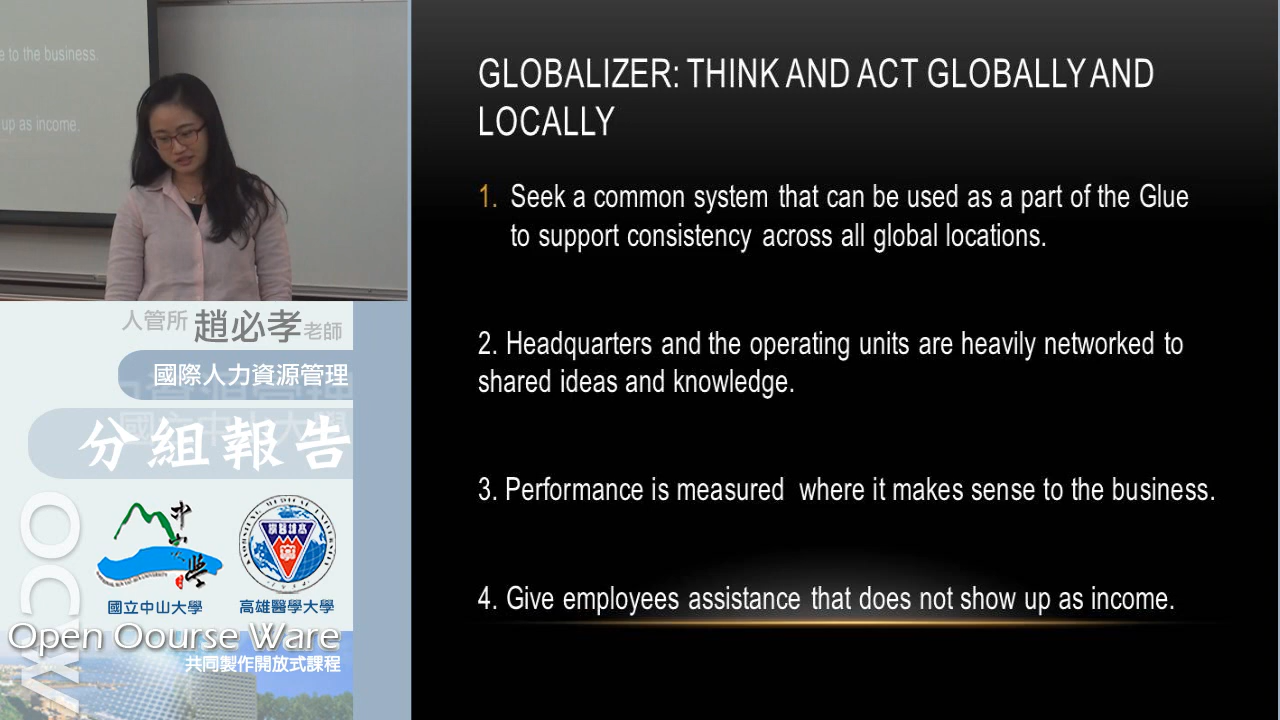 e to the business.
up as income.
人管所 趙必孝老師
國際人力資源管理
分組報告
OCW
中山大學
國立中山大學
高雄醫學大學
Open Oourse Ware
共同製作開放式課程
GLOBALIZER: THINK AND ACT GLOBALLY AND
LOCALLY
1. Seek a common system that can be used as a part of the Glue
to support consistency across all global locations.
2. Headquarters and the operating units are heavily networked to
shared ideas and knowledge.
3. Performance is measured where it makes sense to the business.
4. Give employees assistance that does not show up as income.